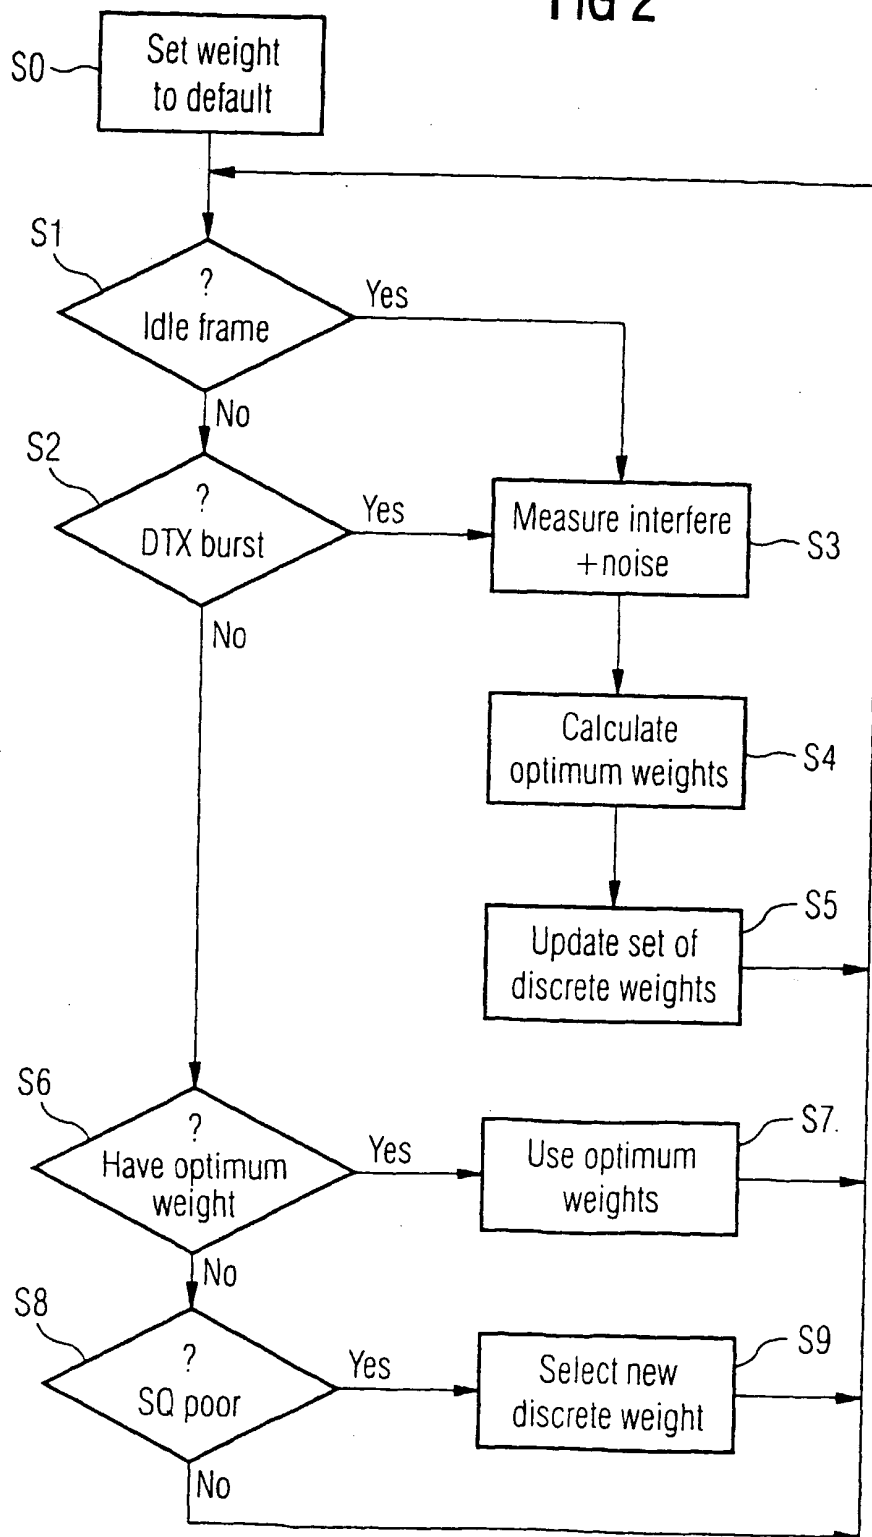 FIG 2
S0
Set weight
to default
S1
?
Idle frame
Yes
No
S2
?
DTX burst
Yes
No
Measure interfere
+noise
S3
Calculate
optimum weights
S4
Update set of
discrete weights
S5
S6
?
Have optimum
weight
Yes
No
Use optimum
weights
S7
S8
?
SQ poor
Yes
No
Select new
discrete weight
S9